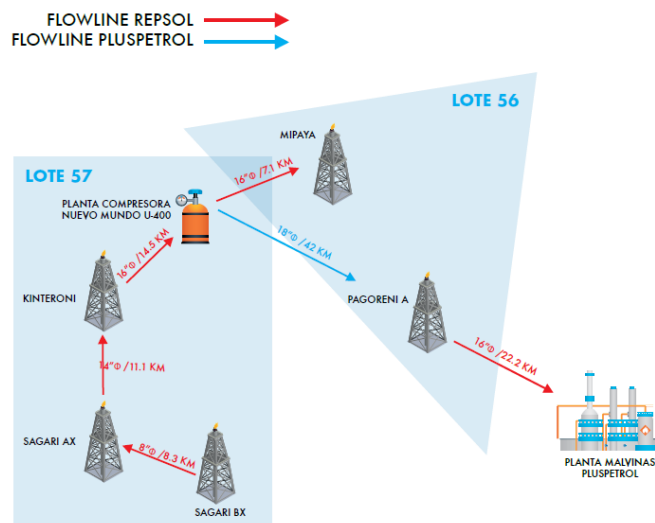 FLOWLINE REPSOL
FLOWLINE PLUSPETROL
LOTE 56
MIPAYA
16"Φ /7.1 KM
LOTE 57
PLANTA COMPRESORA
NUEVO MUNDO U-400
18"Φ /42 KM
16"Φ /14.5 KM
KINTERONI
PAGORENI A
16"Φ /22.2 KM
14"Φ /11.1 KM
SAGARI AX
8"Φ /8.3 KM
SAGARI BX
PLANTA MALVINAS
PLUSPETROL